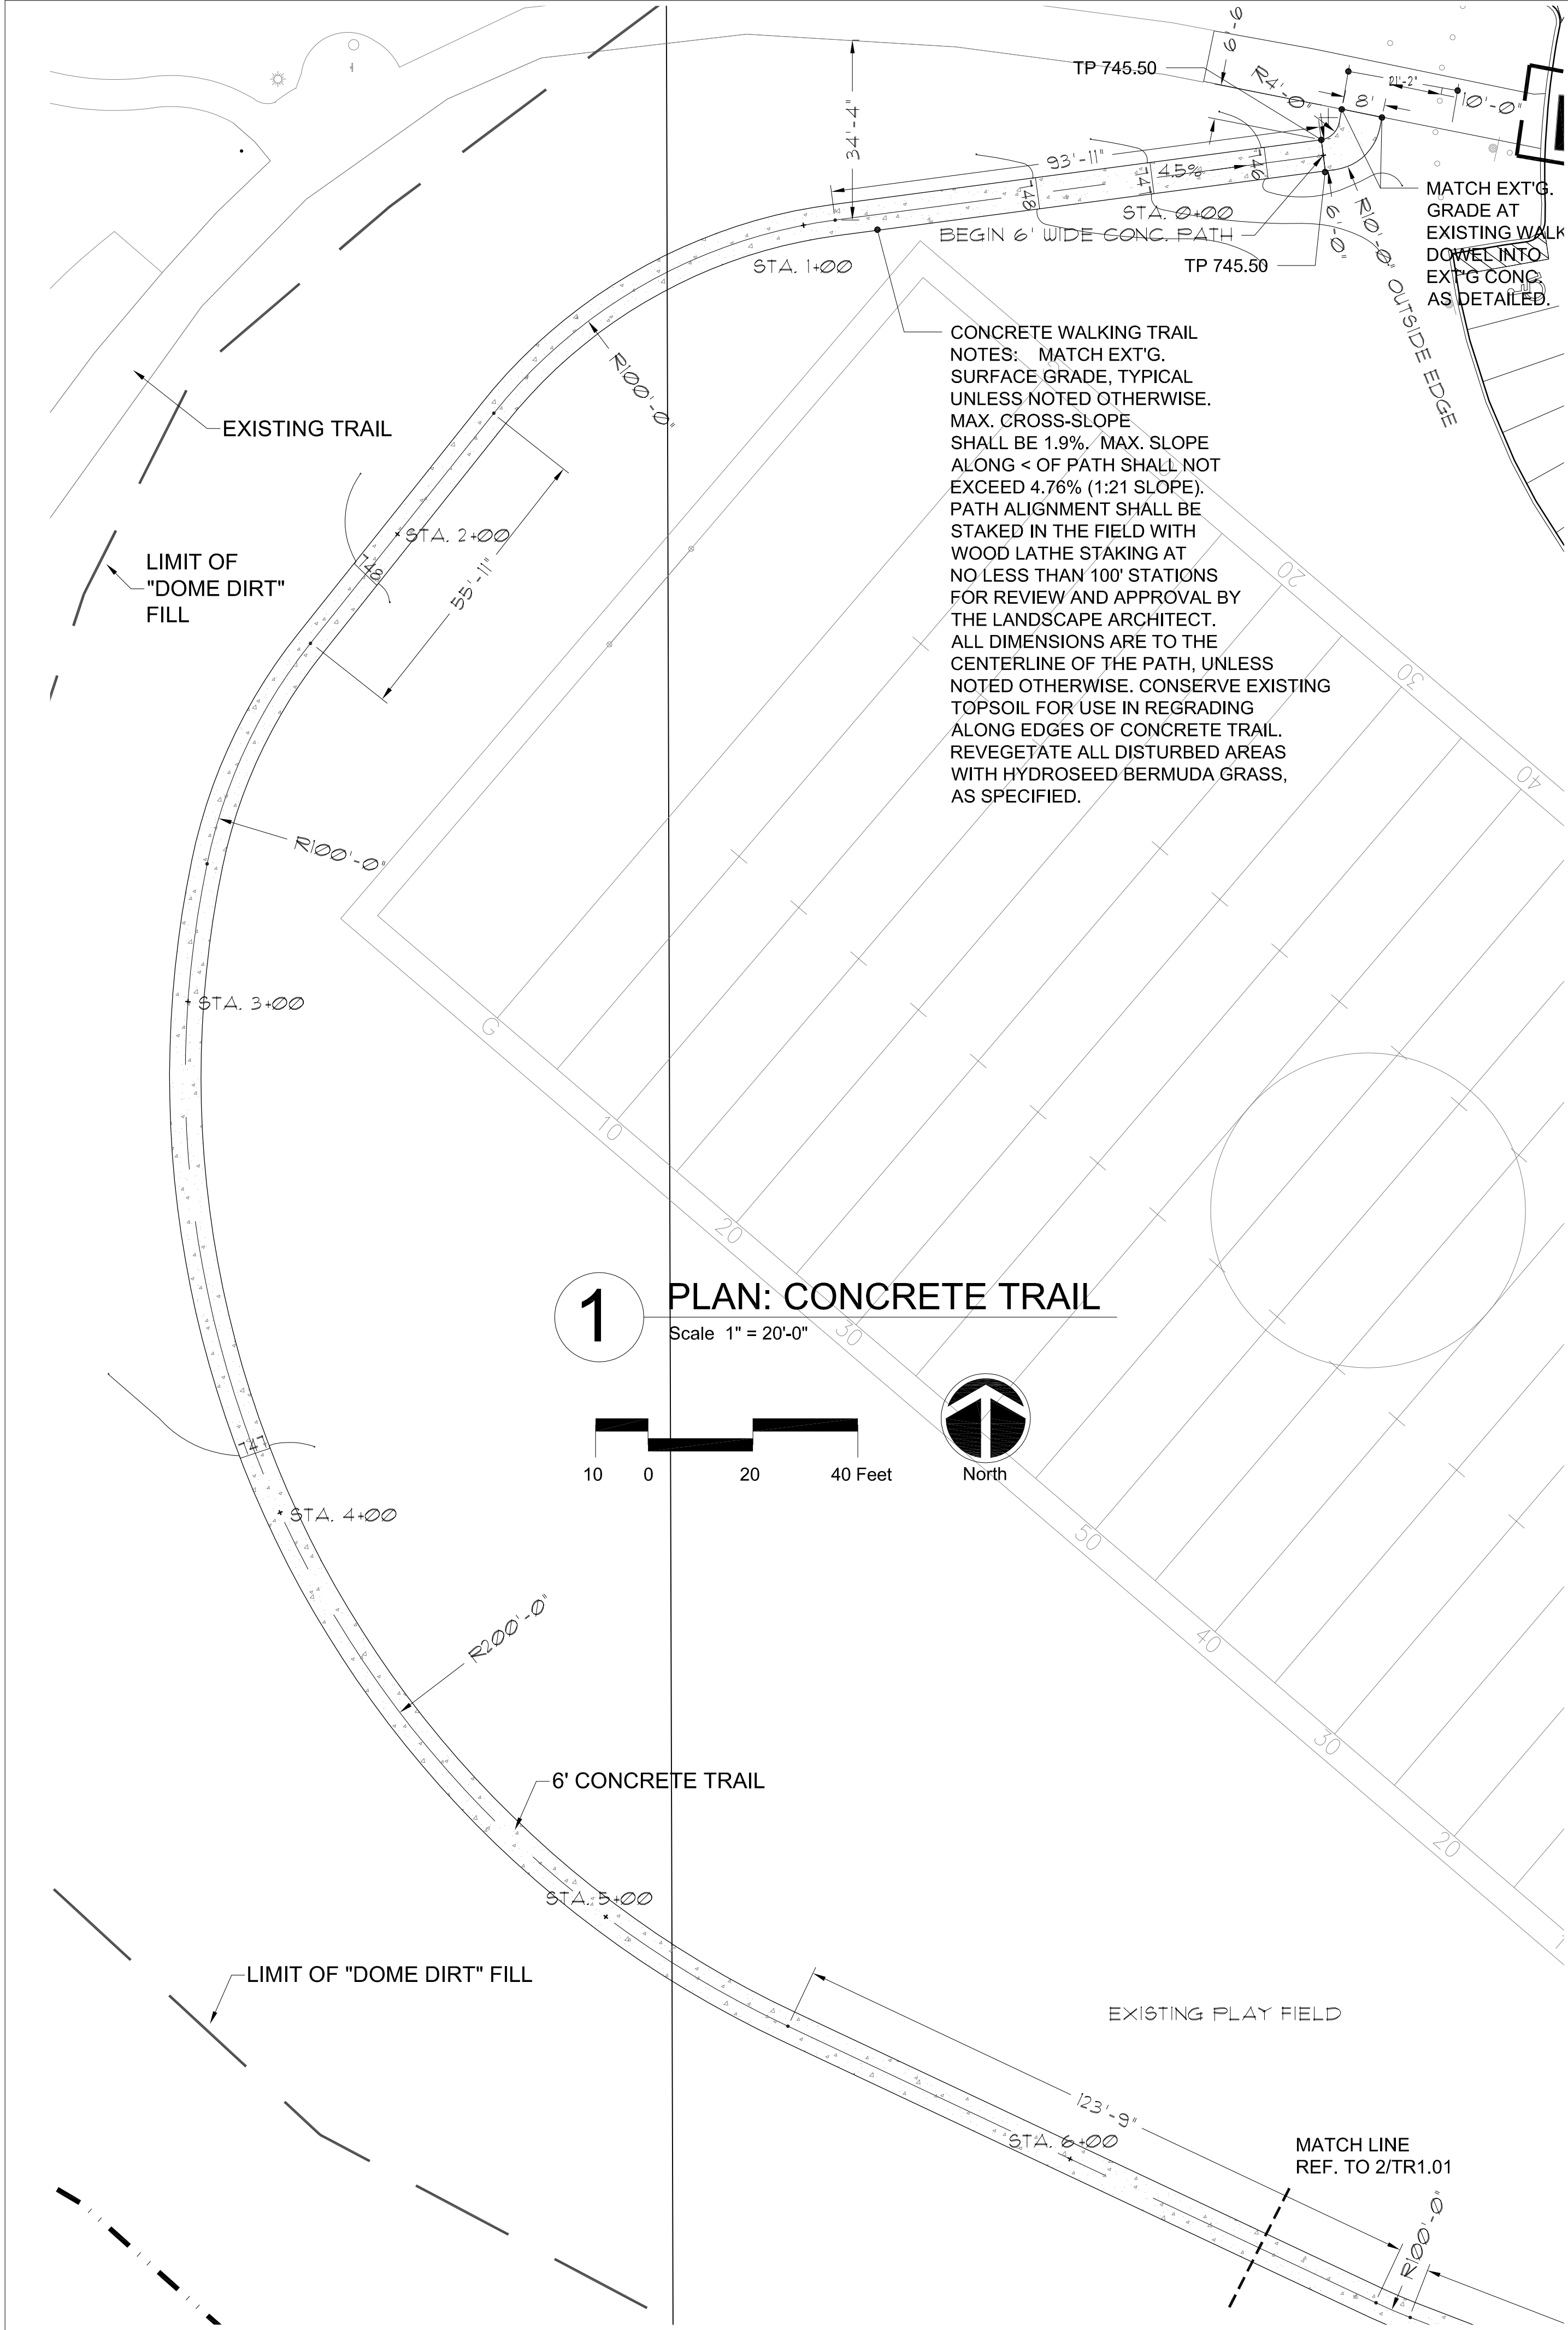 6'-6"
TP 745.50
R4'-0"
8'
21'-2"
10'-0"
34'-4"
93'-11"
748
747
4.5%
746
STA. 0+00
BEGIN 6' WIDE CONC. PATH
6'-0"
R10'-0" OUTSIDE EDGE
TP 745.50
MATCH EXT'G.
GRADE AT
EXISTING WALK
DOWEL INTO
EXT'G CONC
AS DETAILED.
STA. 1+00
R100'-0"
CONCRETE WALKING TRAIL
NOTES: MATCH EXT'G.
SURFACE GRADE, TYPICAL
UNLESS NOTED OTHERWISE.
MAX. CROSS-SLOPE
SHALL BE 1.9%. MAX. SLOPE
ALONG < OF PATH SHALL NOT
EXCEED 4.76% (1:21 SLOPE).
PATH ALIGNMENT SHALL BE
STAKED IN THE FIELD WITH
WOOD LATHE STAKING AT
NO LESS THAN 100' STATIONS
FOR REVIEW AND APPROVAL BY
THE LANDSCAPE ARCHITECT.
ALL DIMENSIONS ARE TO THE
CENTERLINE OF THE PATH, UNLESS
NOTED OTHERWISE. CONSERVE EXISTING
TOPSOIL FOR USE IN REGRADING
ALONG EDGES OF CONCRETE TRAIL.
REVEGETATE ALL DISTURBED AREAS
WITH HYDROSEED BERMUDA GRASS,
AS SPECIFIED.
EXISTING TRAIL
STA. 2+00
748
55'-11"
LIMIT OF
"DOME DIRT"
FILL
20
30
40
R100'-0"
STA. 3+00
G
10
20
30
1
PLAN: CONCRETE TRAIL
Scale 1" = 20'-0"
10 0 20 40 Feet
North
747
STA. 4+00
50
40
30
20
R200'-0"
6' CONCRETE TRAIL
STA. 5+00
LIMIT OF "DOME DIRT" FILL
EXISTING PLAY FIELD
123'-9"
STA. 6+00
MATCH LINE
REF. TO 2/TR1.01
R100'-0"